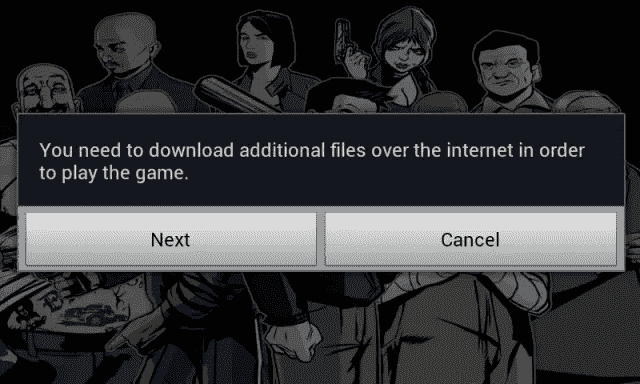 You need to download additional files over the internet in order
to play the game.
Next
Cancel